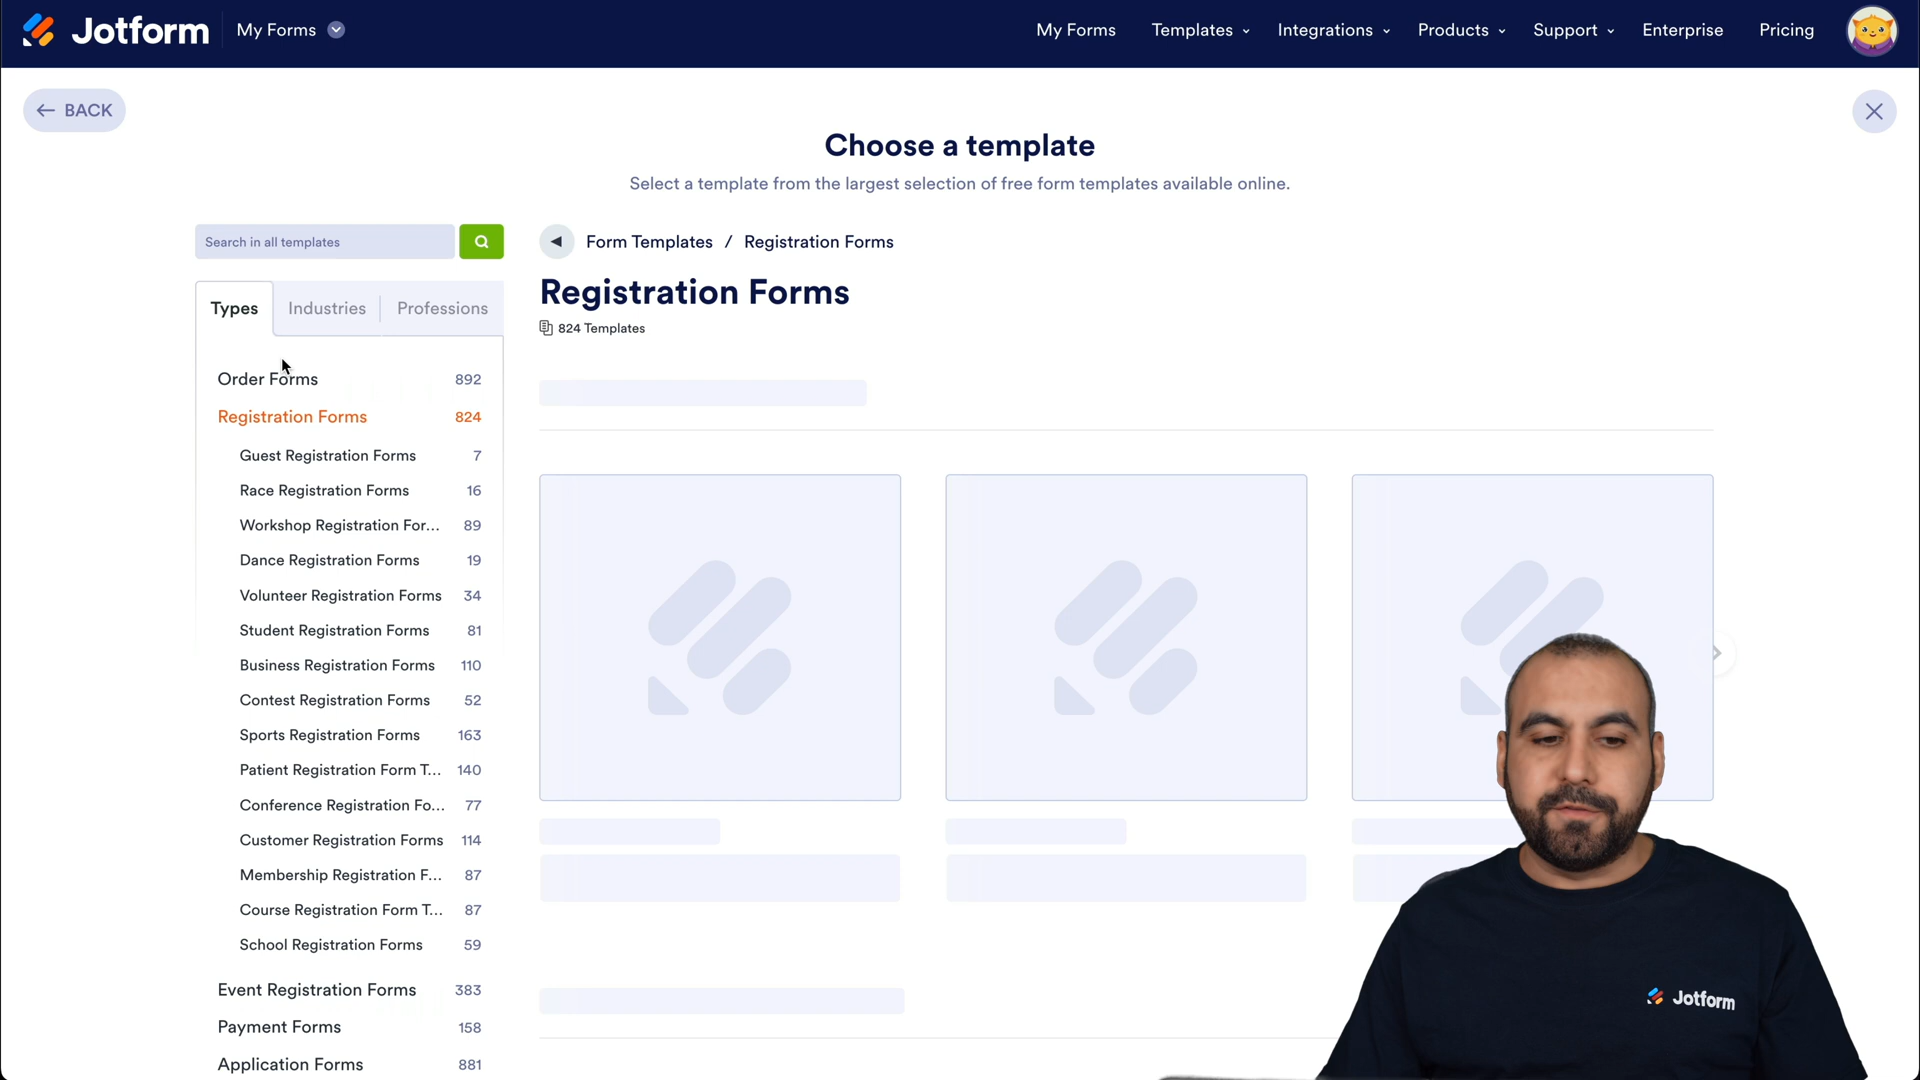 Jotform
My Forms
My Forms
Templates
Integrations
Products
Support
Enterprise
Pricing
BACK
Choose a template
Select a template from the largest selection of free form templates available online.
Search in all templates
Form Templates / Registration Forms
Types
Industries
Professions
Registration Forms
824 Templates
Order Forms 892
Registration Forms 824
Guest Registration Forms 7
Race Registration Forms 16
Workshop Registration For... 89
Dance Registration Forms 19
Volunteer Registration Forms 34
Student Registration Forms 81
Business Registration Forms 110
Contest Registration Forms 52
Sports Registration Forms 163
Patient Registration Form T... 140
Conference Registration Fo... 77
Customer Registration Forms 114
Membership Registration F... 87
Course Registration Form T... 87
School Registration Forms 59
Event Registration Forms 383
Payment Forms 158
Application Forms 881
Jotform